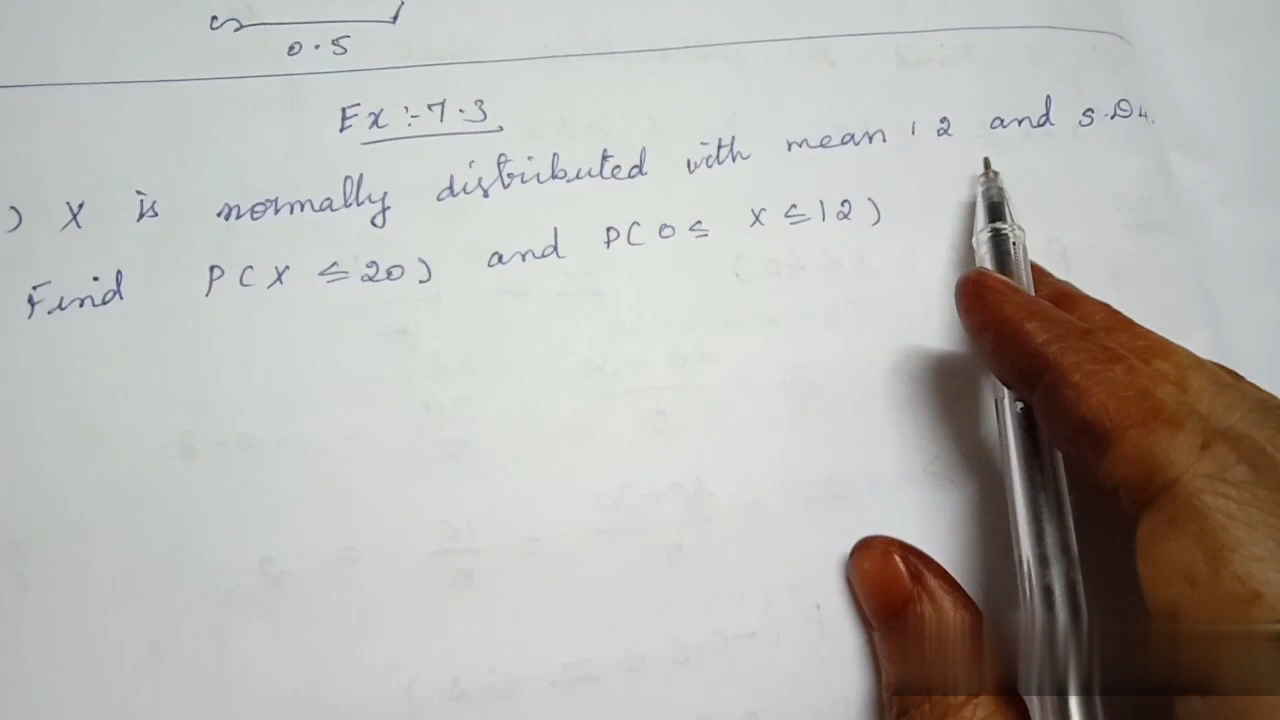 0.5
Ex :- 7.3
) X is normally distributed with mean 12 and S.D 4.
Find P(X ≤ 20) and P(0 ≤ X ≤ 12)